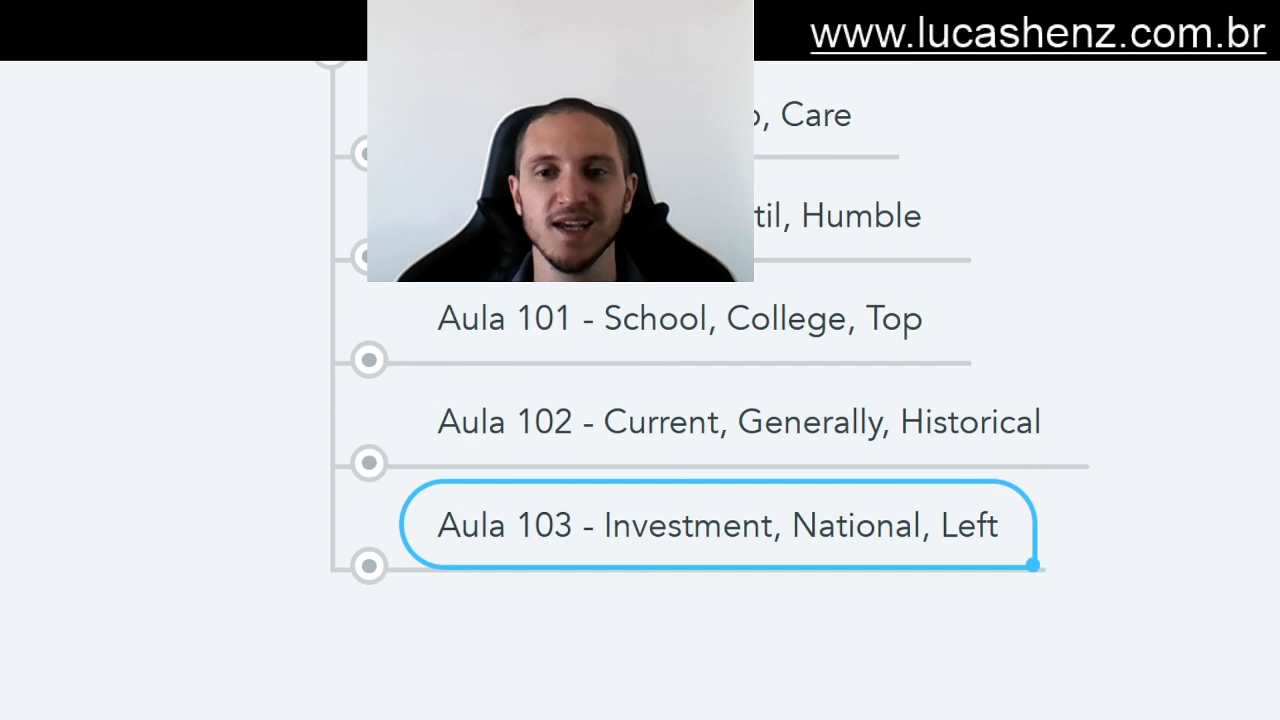 www.lucashenz.com.br
Care
Humble
Aula 101 - School, College, Top
Aula 102 - Current, Generally, Historical
Aula 103 - Investment, National, Left